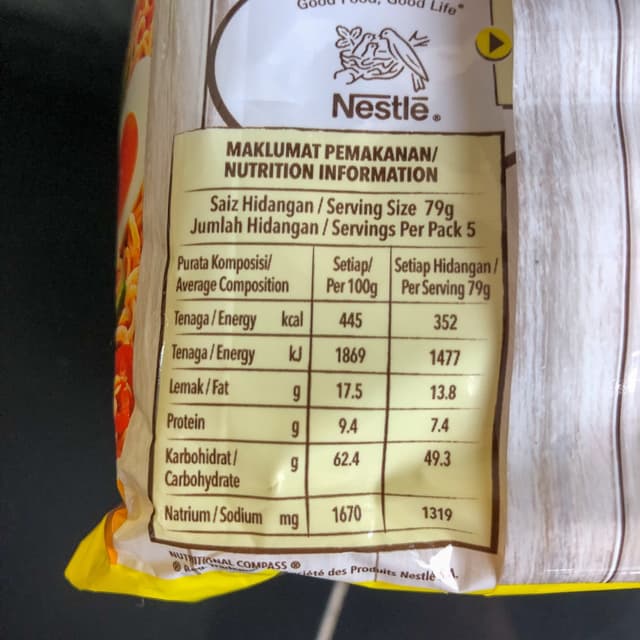 Good Food, Good Life®
Nestlē®
MAKLUMAT PEMAKANAN/
NUTRITION INFORMATION
Saiz Hidangan / Serving Size 79g
Jumlah Hidangan / Servings Per Pack 5
Purata Komposisi/ Setiap/ Setiap Hidangan /
Average Composition Per 100g Per Serving 79g
Tenaga / Energy kcal 445 352
Tenaga / Energy kJ 1869 1477
Lemak / Fat g 17.5 13.8
Protein g 9.4 7.4
Karbohidrat / g 62.4 49.3
Carbohydrate
Natrium / Sodium mg 1670 1319
NUTRITIONAL COMPASS ®
des Produits Nestlé